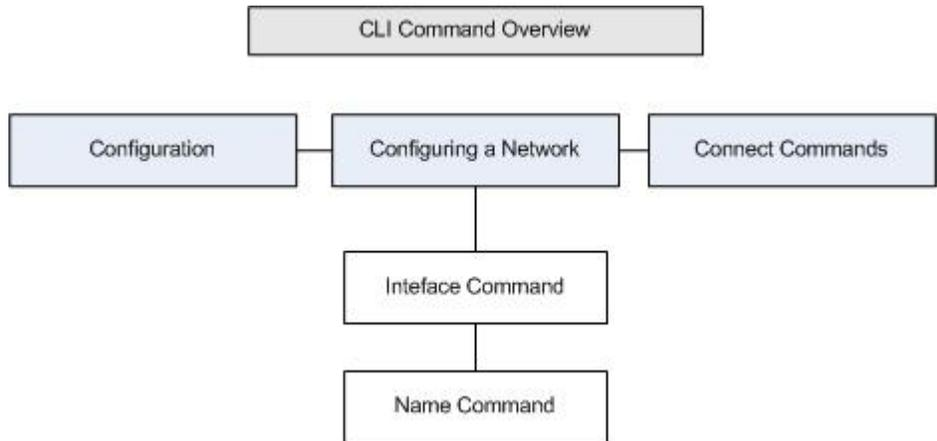 CLI Command Overview
Configuration
Configuring a Network
Connect Commands
Inteface Command
Name Command